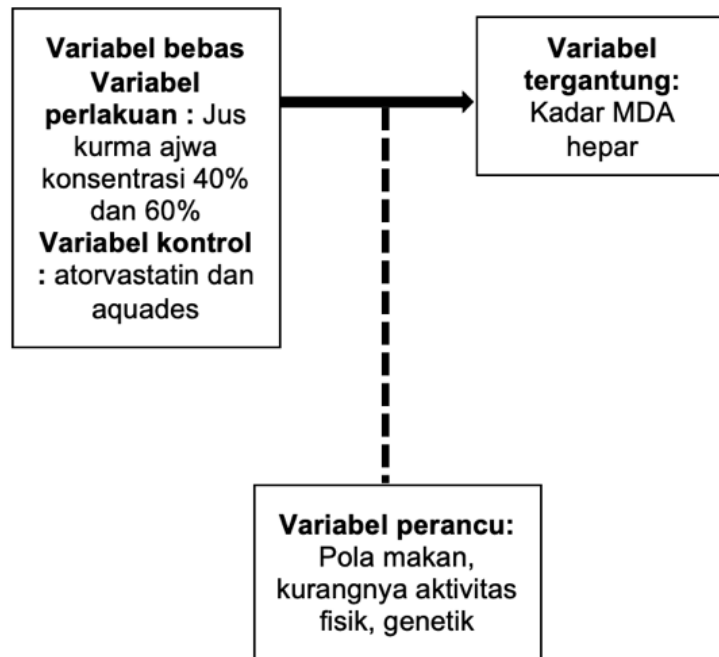 Variabel bebas
Variabel
perlakuan : Jus
kurma ajwa
konsentrasi 40%
dan 60%
Variabel kontrol
: atorvastatin dan
aquades
Variabel
tergantung:
Kadar MDA
hepar
Variabel perancu:
Pola makan,
kurangnya aktivitas
fisik, genetik